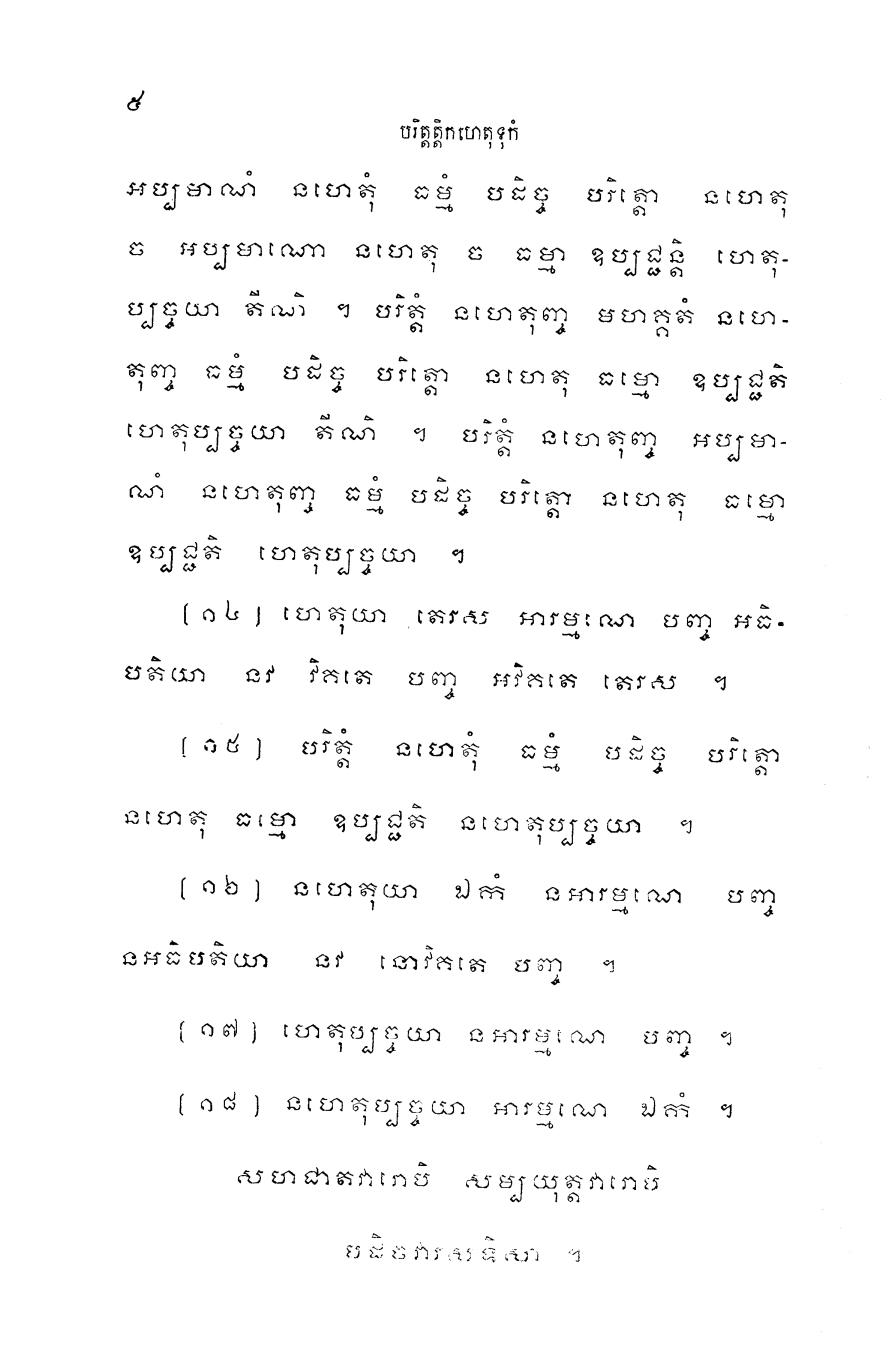 ៥
បរិត្តត្តិកហេតុទុកំ
អប្បមាណំ នហេតុំ ធម្មំ បដិច្ច បរិត្តោ នហេតុ
ច អប្បមាណោ នហេតុ ច ធម្មា ឧប្បជ្ជន្តិ ហេតុ-
ប្បច្ចយា តីណិ ។ បរិត្តំ នហេតុញ្ច មហគ្គតំ នហេ-
តុញ្ច ធម្មំ បដិច្ច បរិត្តោ នហេតុ ធម្មោ ឧប្បជ្ជតិ
ហេតុប្បច្ចយា តីណិ ។ បរិត្តំ នហេតុញ្ច អប្បមា-
ណំ នហេតុញ្ច ធម្មំ បដិច្ច បរិត្តោ នហេតុ ធម្មោ
ឧប្បជ្ជតិ ហេតុប្បច្ចយា ។
[១៤] ហេតុយា តេរស អារម្មណេ បញ្ច អធិ-
បតិយា នវ វិគតេ បញ្ច អវិគតេ តេរស ។
[១៥] បរិត្តំ នហេតុំ ធម្មំ បដិច្ច បរិត្តោ
នហេតុ ធម្មោ ឧប្បជ្ជតិ នហេតុប្បច្ចយា ។
[១៦] នហេតុយា ឯកំ នអារម្មណេ បញ្ច
នអធិបតិយា នវ នោវិគតេ បញ្ច ។
[១៧] ហេតុប្បច្ចយា នអារម្មណេ បញ្ច ។
[១៨] នហេតុប្បច្ចយា អារម្មណេ ឯកំ ។
សហជាតវារោបិ សម្បយុត្តវារោបិ
បដិចវារសទិសា ។